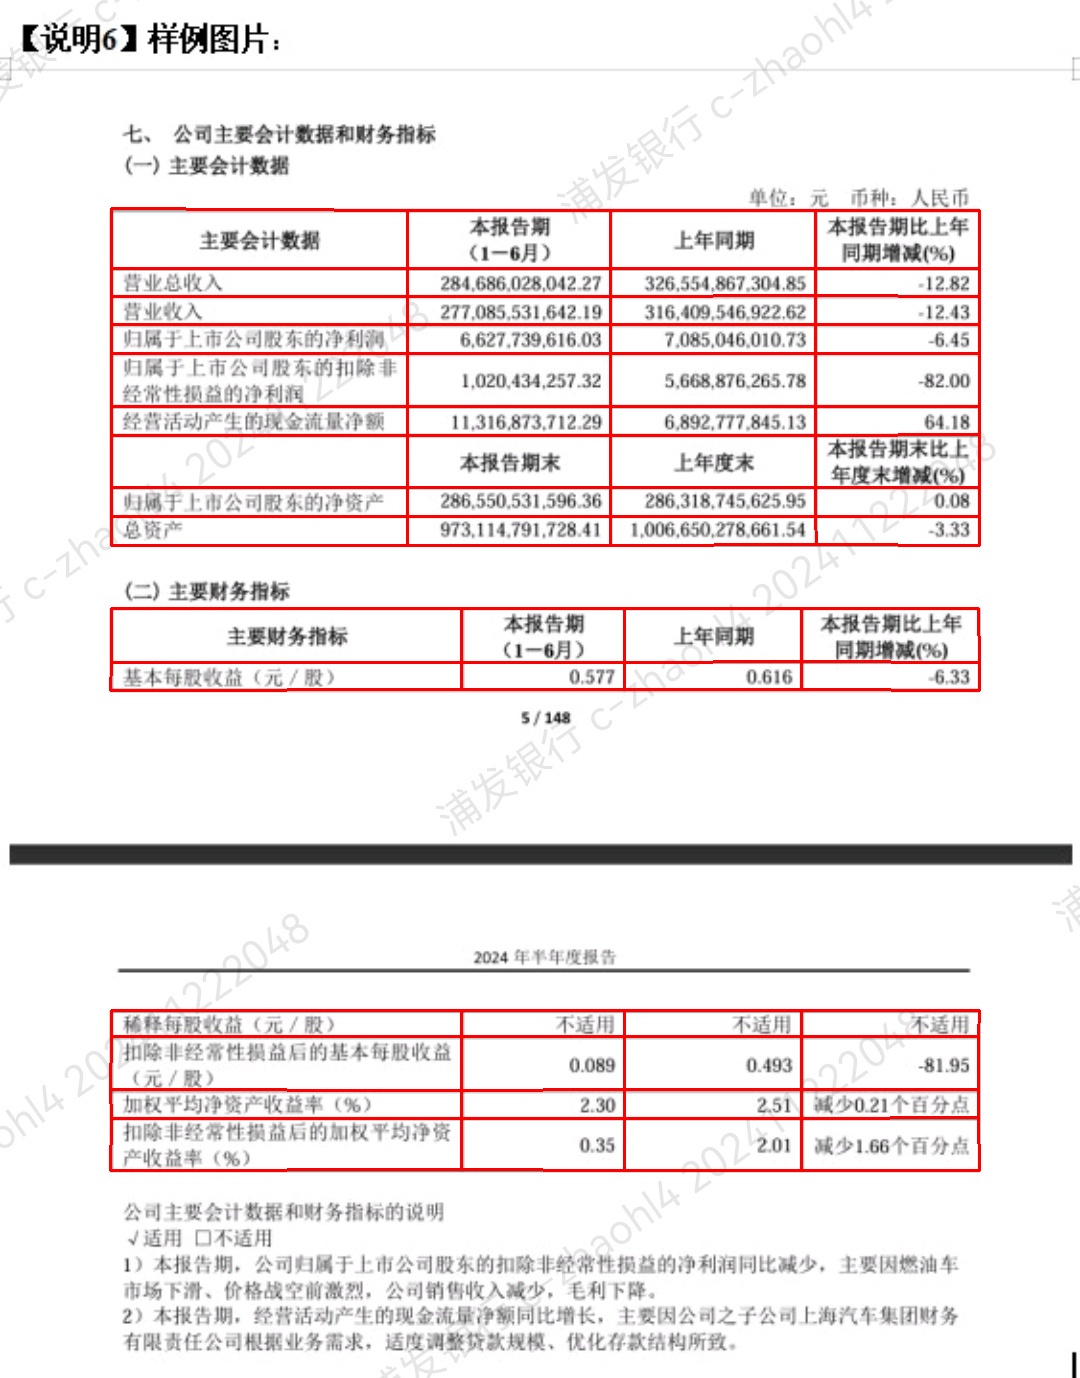 【说明6】样例图片：
七、 公司主要会计数据和财务指标
(一) 主要会计数据
单位：元 币种：人民币
主要会计数据 本报告期（1－6月） 上年同期 本报告期比上年同期增减(%)
营业总收入 284,686,028,042.27 326,554,867,304.85 -12.82
营业收入 277,085,531,642.19 316,409,546,922.62 -12.43
归属于上市公司股东的净利润 6,627,739,616.03 7,085,046,010.73 -6.45
归属于上市公司股东的扣除非经常性损益的净利润 1,020,434,257.32 5,668,876,265.78 -82.00
经营活动产生的现金流量净额 11,316,873,712.29 6,892,777,845.13 64.18
本报告期末 上年度末 本报告期末比上年度末增减(%)
归属于上市公司股东的净资产 286,550,531,596.36 286,318,745,625.95 0.08
总资产 973,114,791,728.41 1,006,650,278,661.54 -3.33
(二) 主要财务指标
主要财务指标 本报告期（1－6月） 上年同期 本报告期比上年同期增减(%)
基本每股收益（元／股） 0.577 0.616 -6.33
5 / 148
2024 年半年度报告
稀释每股收益（元／股） 不适用 不适用 不适用
扣除非经常性损益后的基本每股收益（元／股） 0.089 0.493 -81.95
加权平均净资产收益率（%） 2.30 2.51 减少0.21个百分点
扣除非经常性损益后的加权平均净资产收益率（%） 0.35 2.01 减少1.66个百分点
公司主要会计数据和财务指标的说明
√适用 □不适用
1）本报告期，公司归属于上市公司股东的扣除非经常性损益的净利润同比减少，主要因燃油车
市场下滑、价格战空前激烈，公司销售收入减少，毛利下降。
2）本报告期，经营活动产生的现金流量净额同比增长，主要因公司之子公司上海汽车集团财务
有限责任公司根据业务需求，适度调整贷款规模、优化存款结构所致。
浦发银行 c-zhaohl4 202411222048